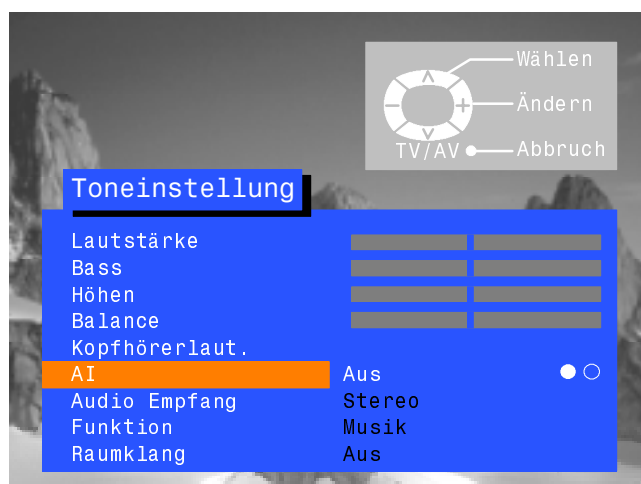 Wählen
Ändern
TV/AV Abbruch
Toneinstellung
Lautstärke
Bass
Höhen
Balance
Kopfhörerlaut.
AI Aus
Audio Empfang Stereo
Funktion Musik
Raumklang Aus